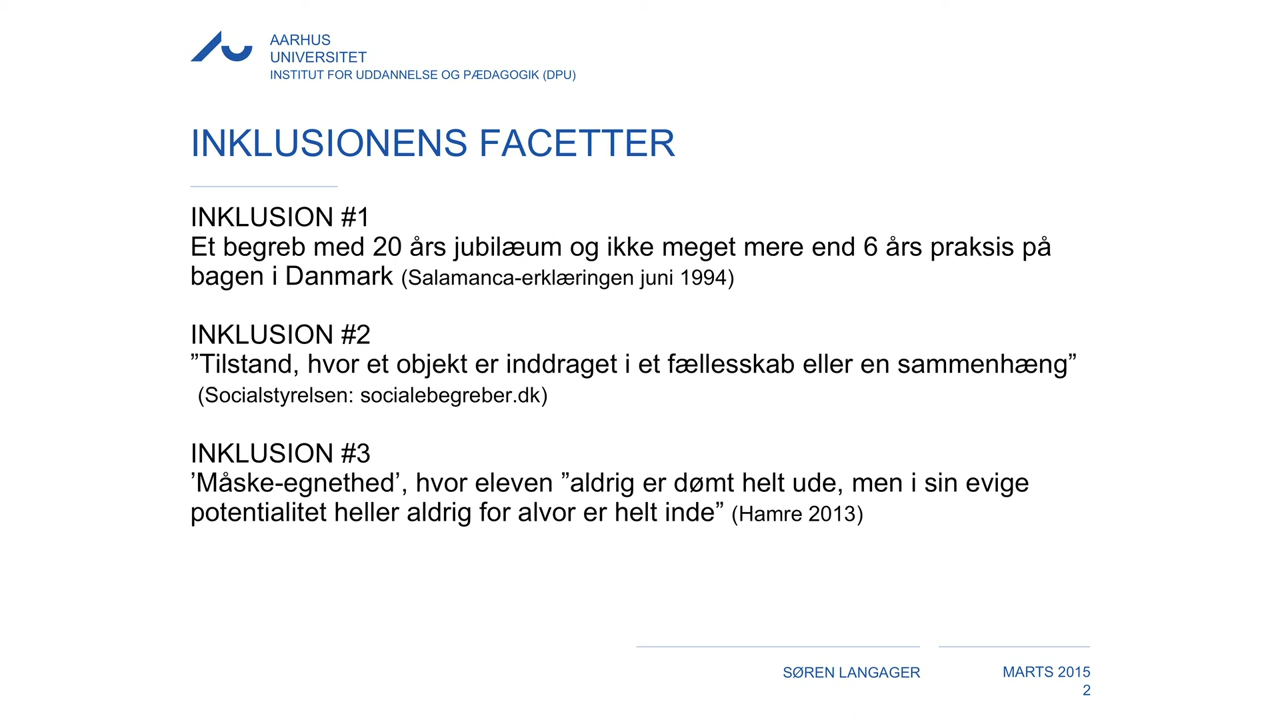 AARHUS
UNIVERSITET
INSTITUT FOR UDDANNELSE OG PÆDAGOGIK (DPU)
INKLUSIONENS FACETTER
INKLUSION #1
Et begreb med 20 års jubilæum og ikke meget mere end 6 års praksis på
bagen i Danmark (Salamanca-erklæringen juni 1994)
INKLUSION #2
”Tilstand, hvor et objekt er inddraget i et fællesskab eller en sammenhæng”
(Socialstyrelsen: socialebegreber.dk)
INKLUSION #3
’Måske-egnethed’, hvor eleven ”aldrig er dømt helt ude, men i sin evige
potentialitet heller aldrig for alvor er helt inde” (Hamre 2013)
SØREN LANGAGER
MARTS 2015
2